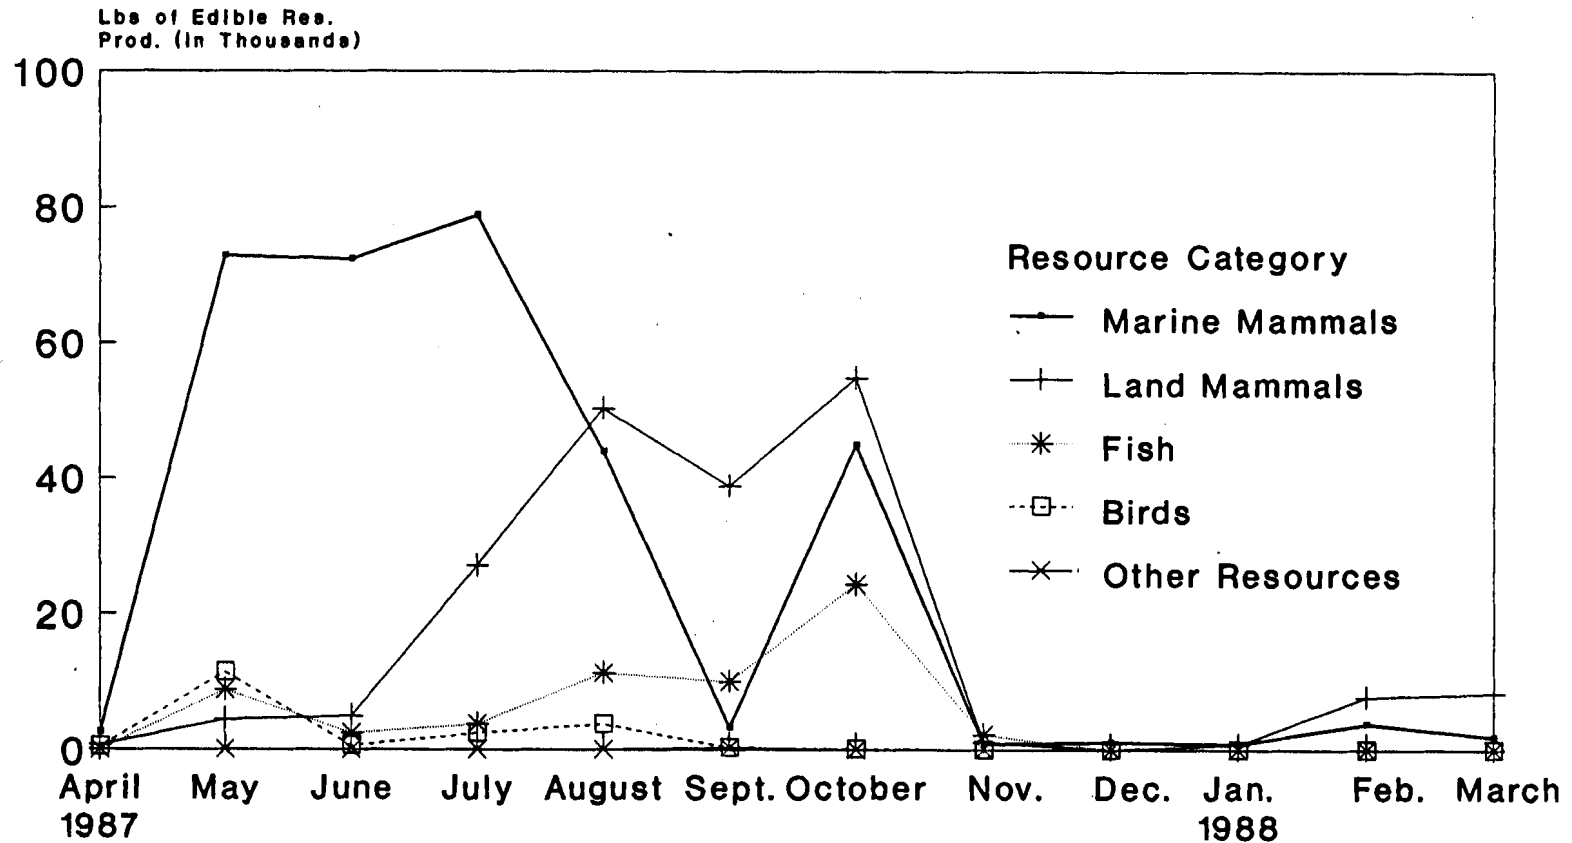 Lbs of Edible Res.
Prod. (In Thousands)
100
80
60
40
20
0
Resource Category
Marine Mammals
Land Mammals
Fish
Birds
Other Resources
April May June July August Sept. October Nov. Dec. Jan. Feb. March
1987 1988